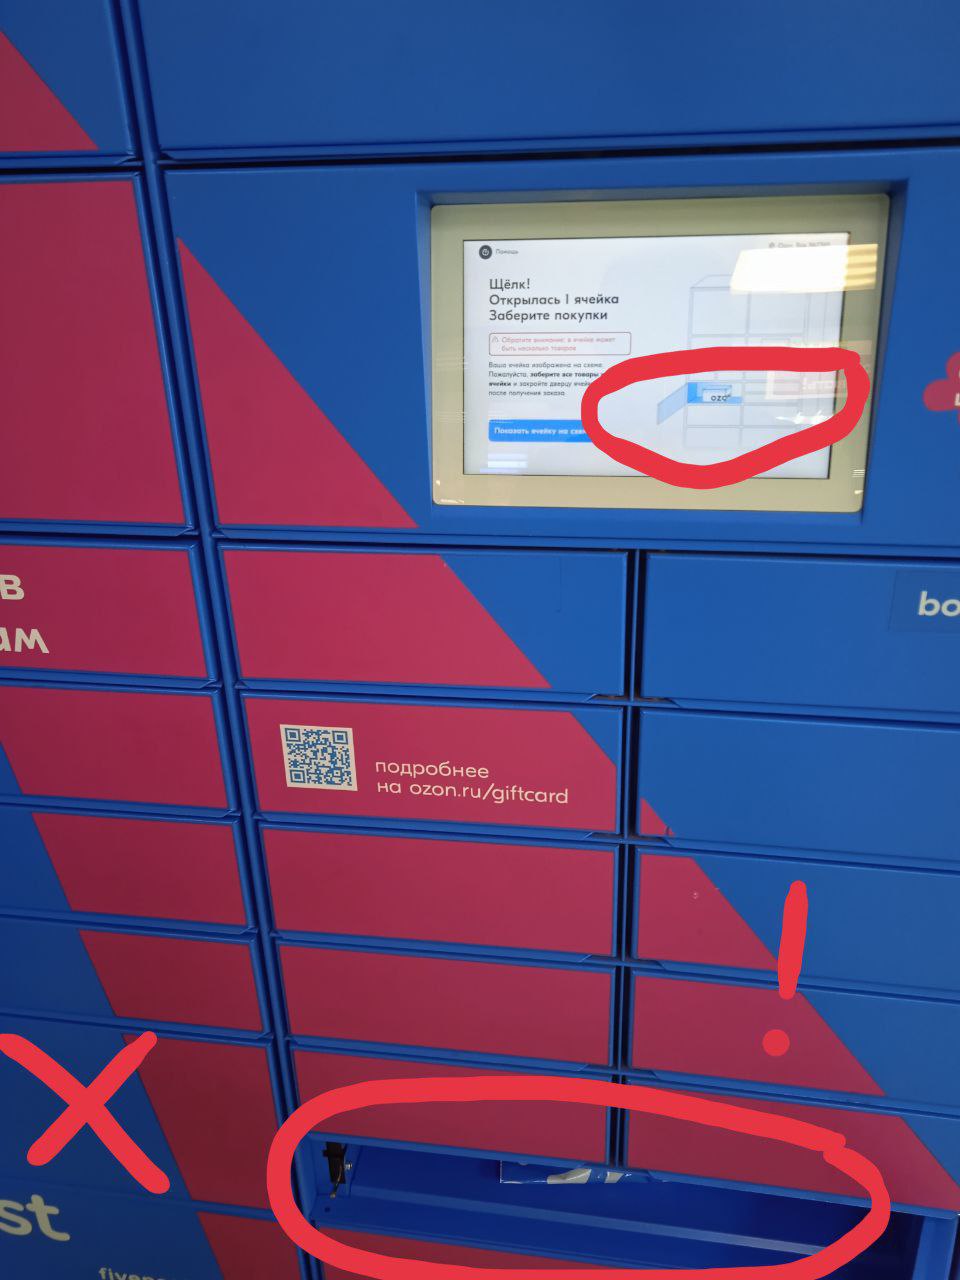 Помощь
Щёлк!
Открылась 1 ячейка
Заберите покупки
Обратите внимание: в ячейке может
быть несколько товаров
Ваша ячейка изображена на схеме.
Пожалуйста, заберите все товары
ячейки и закройте дверцу ячейки
после получения заказа
Показать ячейку на
ozo
в
ам
bo
подробнее
на ozon.ru/giftcard
st
fivepo